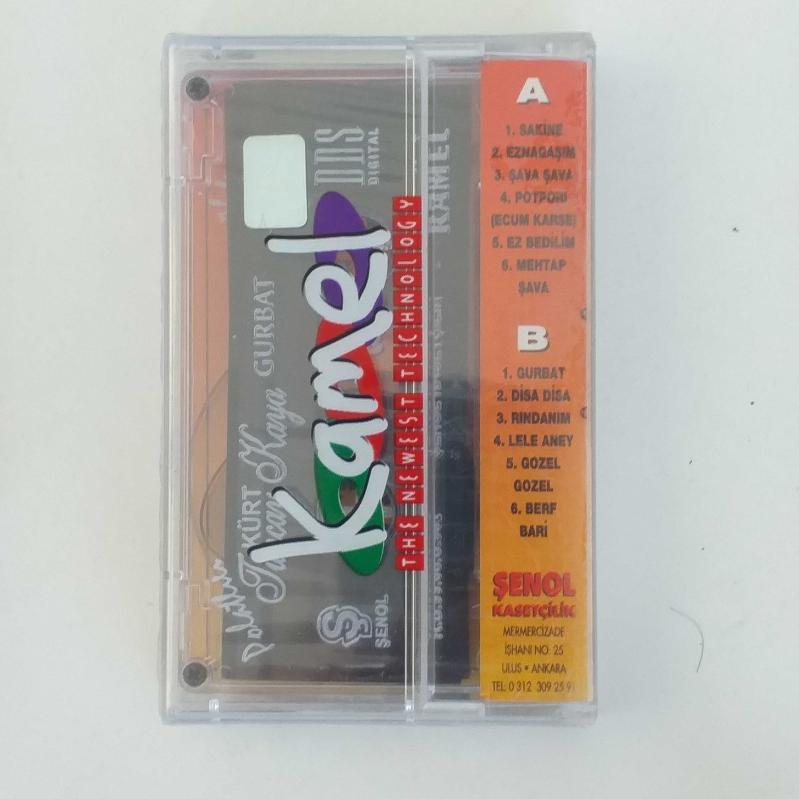 A
1. SAKİNE
2. EZNAGAŞIM
3. ŞAVA ŞAVA
4. POTPORİ
(ECUM KARSE)
5. EZ BEDİLİM
6. MEHTAP
ŞAVA
B
1. GURBAT
2. DİSA DİSA
3. RINDANIM
4. LELE ANEY
5. GOZEL
GOZEL
6. BERF
BARİ
ŞENOL
KASETÇİLİK
MERMERCİZADE
İŞHANI NO: 25
ULUS • ANKARA
TEL: 0 312 309 25 91
Kamel
THE NEWEST TECHNOLOGY
KÜRT
Kaya GURBAT
DDS
DIGITAL
ŞENOL
KAMEL